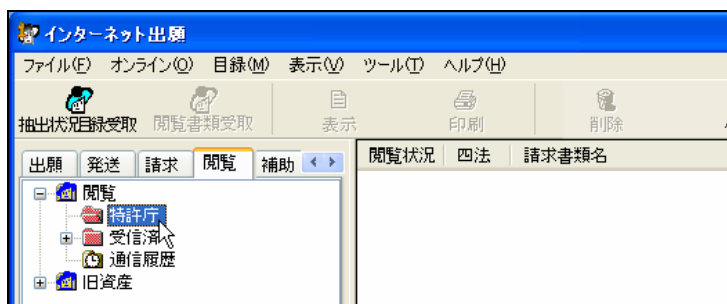 インターネット出願
ファイル(F) オンライン(O) 目録(M) 表示(V) ツール(T) ヘルプ(H)
抽出状況目録受取 閲覧書類受取 表示 印刷 削除
出願 発送 請求 閲覧 補助
閲覧状況 四法 請求書類名
閲覧
特許庁
受信済
通信履歴
旧資産